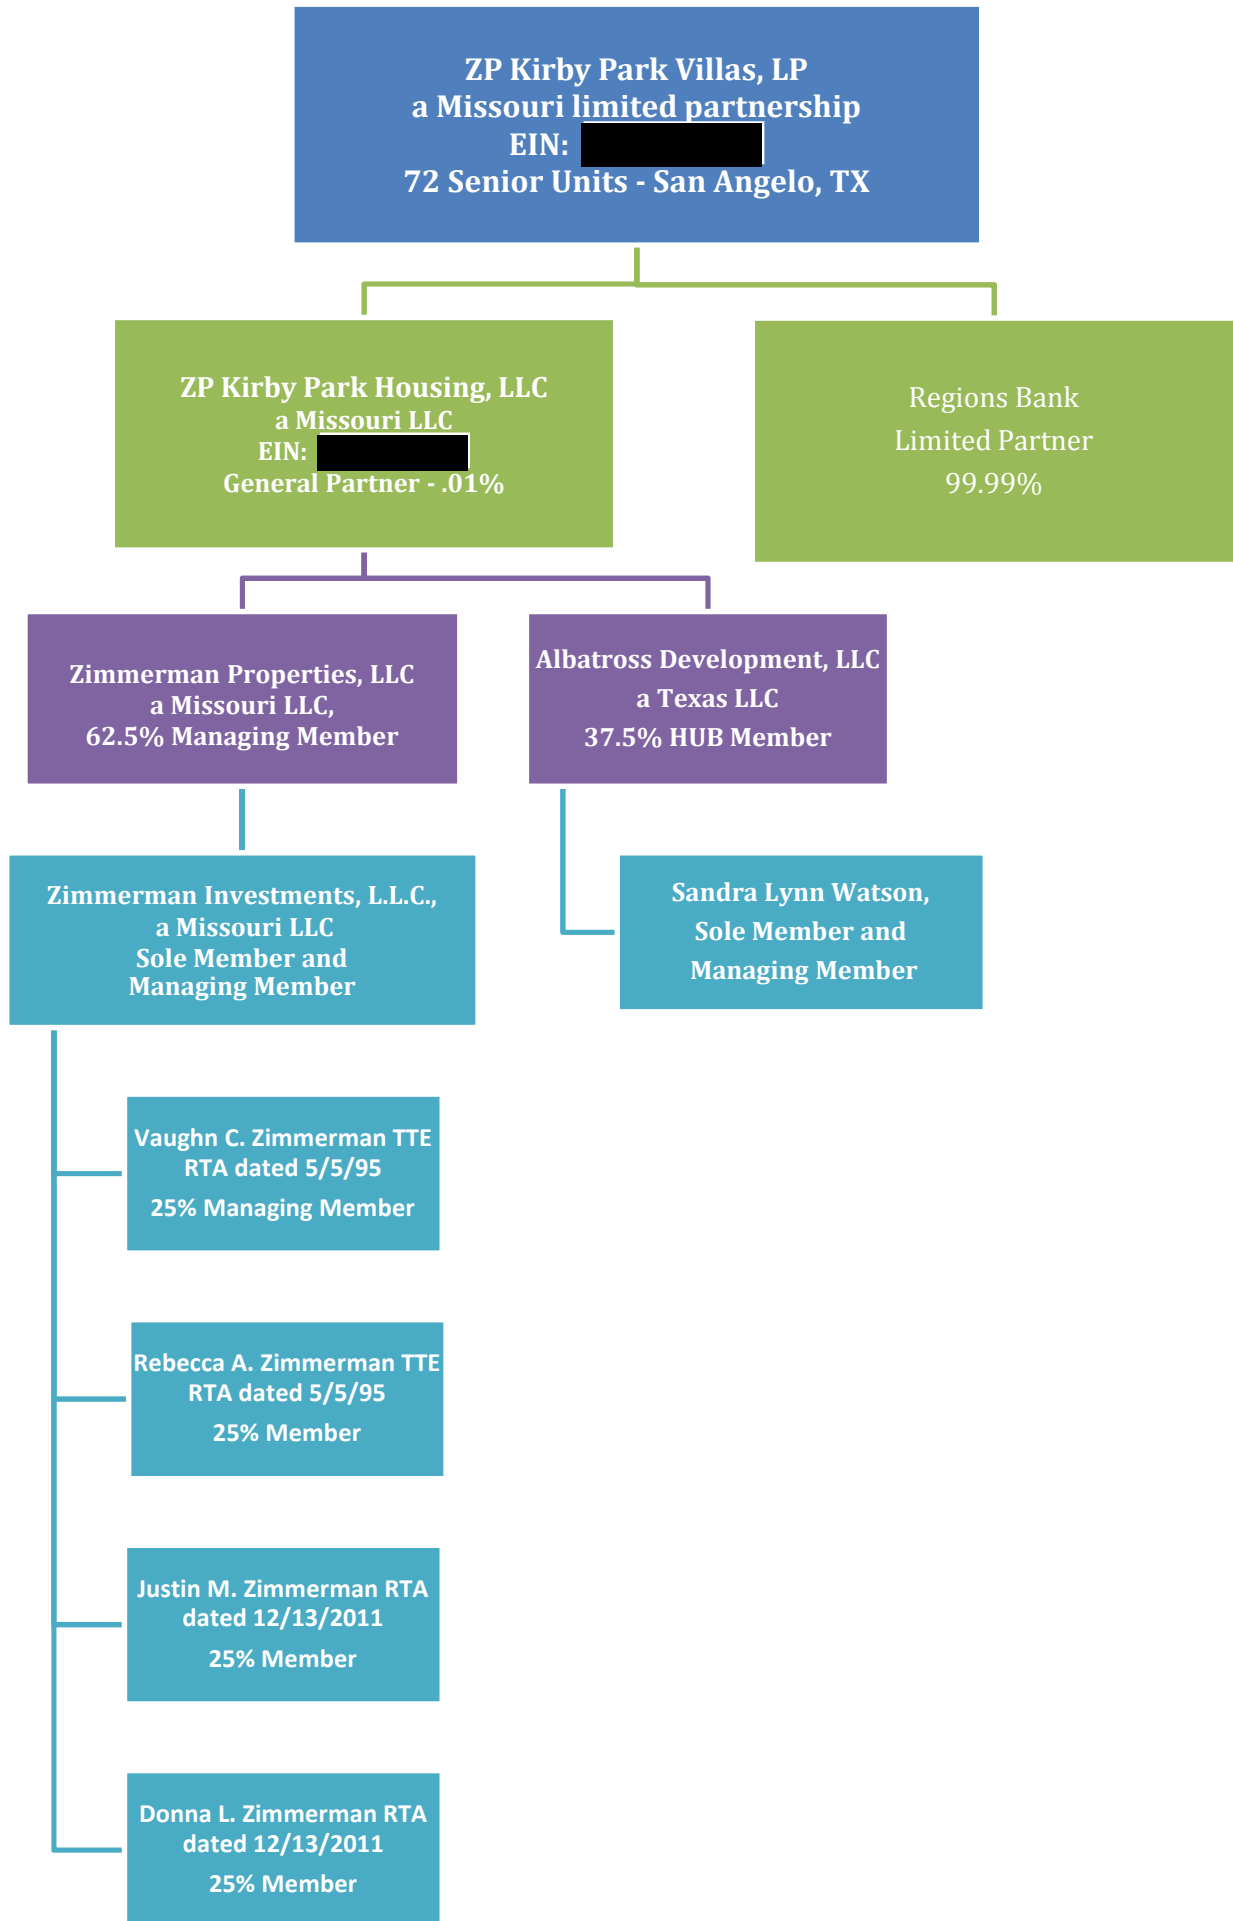 ZP Kirby Park Villas, LP
a Missouri limited partnership
EIN:
72 Senior Units - San Angelo, TX
ZP Kirby Park Housing, LLC
a Missouri LLC
EIN:
General Partner - .01%
Regions Bank
Limited Partner
99.99%
Zimmerman Properties, LLC
a Missouri LLC,
62.5% Managing Member
Albatross Development, LLC
a Texas LLC
37.5% HUB Member
Zimmerman Investments, L.L.C.,
a Missouri LLC
Sole Member and
Managing Member
Sandra Lynn Watson,
Sole Member and
Managing Member
Vaughn C. Zimmerman TTE
RTA dated 5/5/95
25% Managing Member
Rebecca A. Zimmerman TTE
RTA dated 5/5/95
25% Member
Justin M. Zimmerman RTA
dated 12/13/2011
25% Member
Donna L. Zimmerman RTA
dated 12/13/2011
25% Member